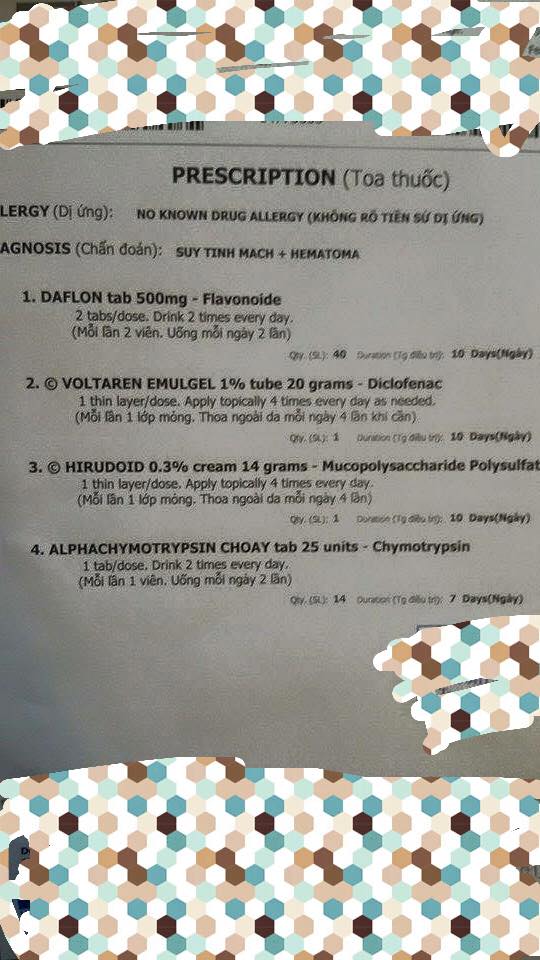 PRESCRIPTION (Toa thuốc)
LERGY (Dị ứng): NO KNOWN DRUG ALLERGY (KHÔNG RÕ TIỀN SỬ DỊ ỨNG)
AGNOSIS (Chẩn đoán): SUY TINH MACH + HEMATOMA
1. DAFLON tab 500mg - Flavonoide
2 tabs/dose. Drink 2 times every day.
(Mỗi lần 2 viên. Uống mỗi ngày 2 lần)
Qty. (SL): 40 Duration (Tg điều trị): 10 Days(Ngày)
2. © VOLTAREN EMULGEL 1% tube 20 grams - Diclofenac
1 thin layer/dose. Apply topically 4 times every day as needed.
(Mỗi lần 1 lớp mỏng. Thoa ngoài da mỗi ngày 4 lần khi cần)
Qty. (SL): 1 Duration (Tg điều trị): 10 Days(Ngày)
3. © HIRUDOID 0.3% cream 14 grams - Mucopolysaccharide Polysulfat
1 thin layer/dose. Apply topically 4 times every day.
(Mỗi lần 1 lớp mỏng. Thoa ngoài da mỗi ngày 4 lần)
Qty. (SL): 1 Duration (Tg điều trị): 10 Days(Ngày)
4. ALPHACHYMOTRYPSIN CHOAY tab 25 units - Chymotrypsin
1 tab/dose. Drink 2 times every day.
(Mỗi lần 1 viên. Uống mỗi ngày 2 lần)
Qty. (SL): 14 Duration (Tg điều trị): 7 Days(Ngày)